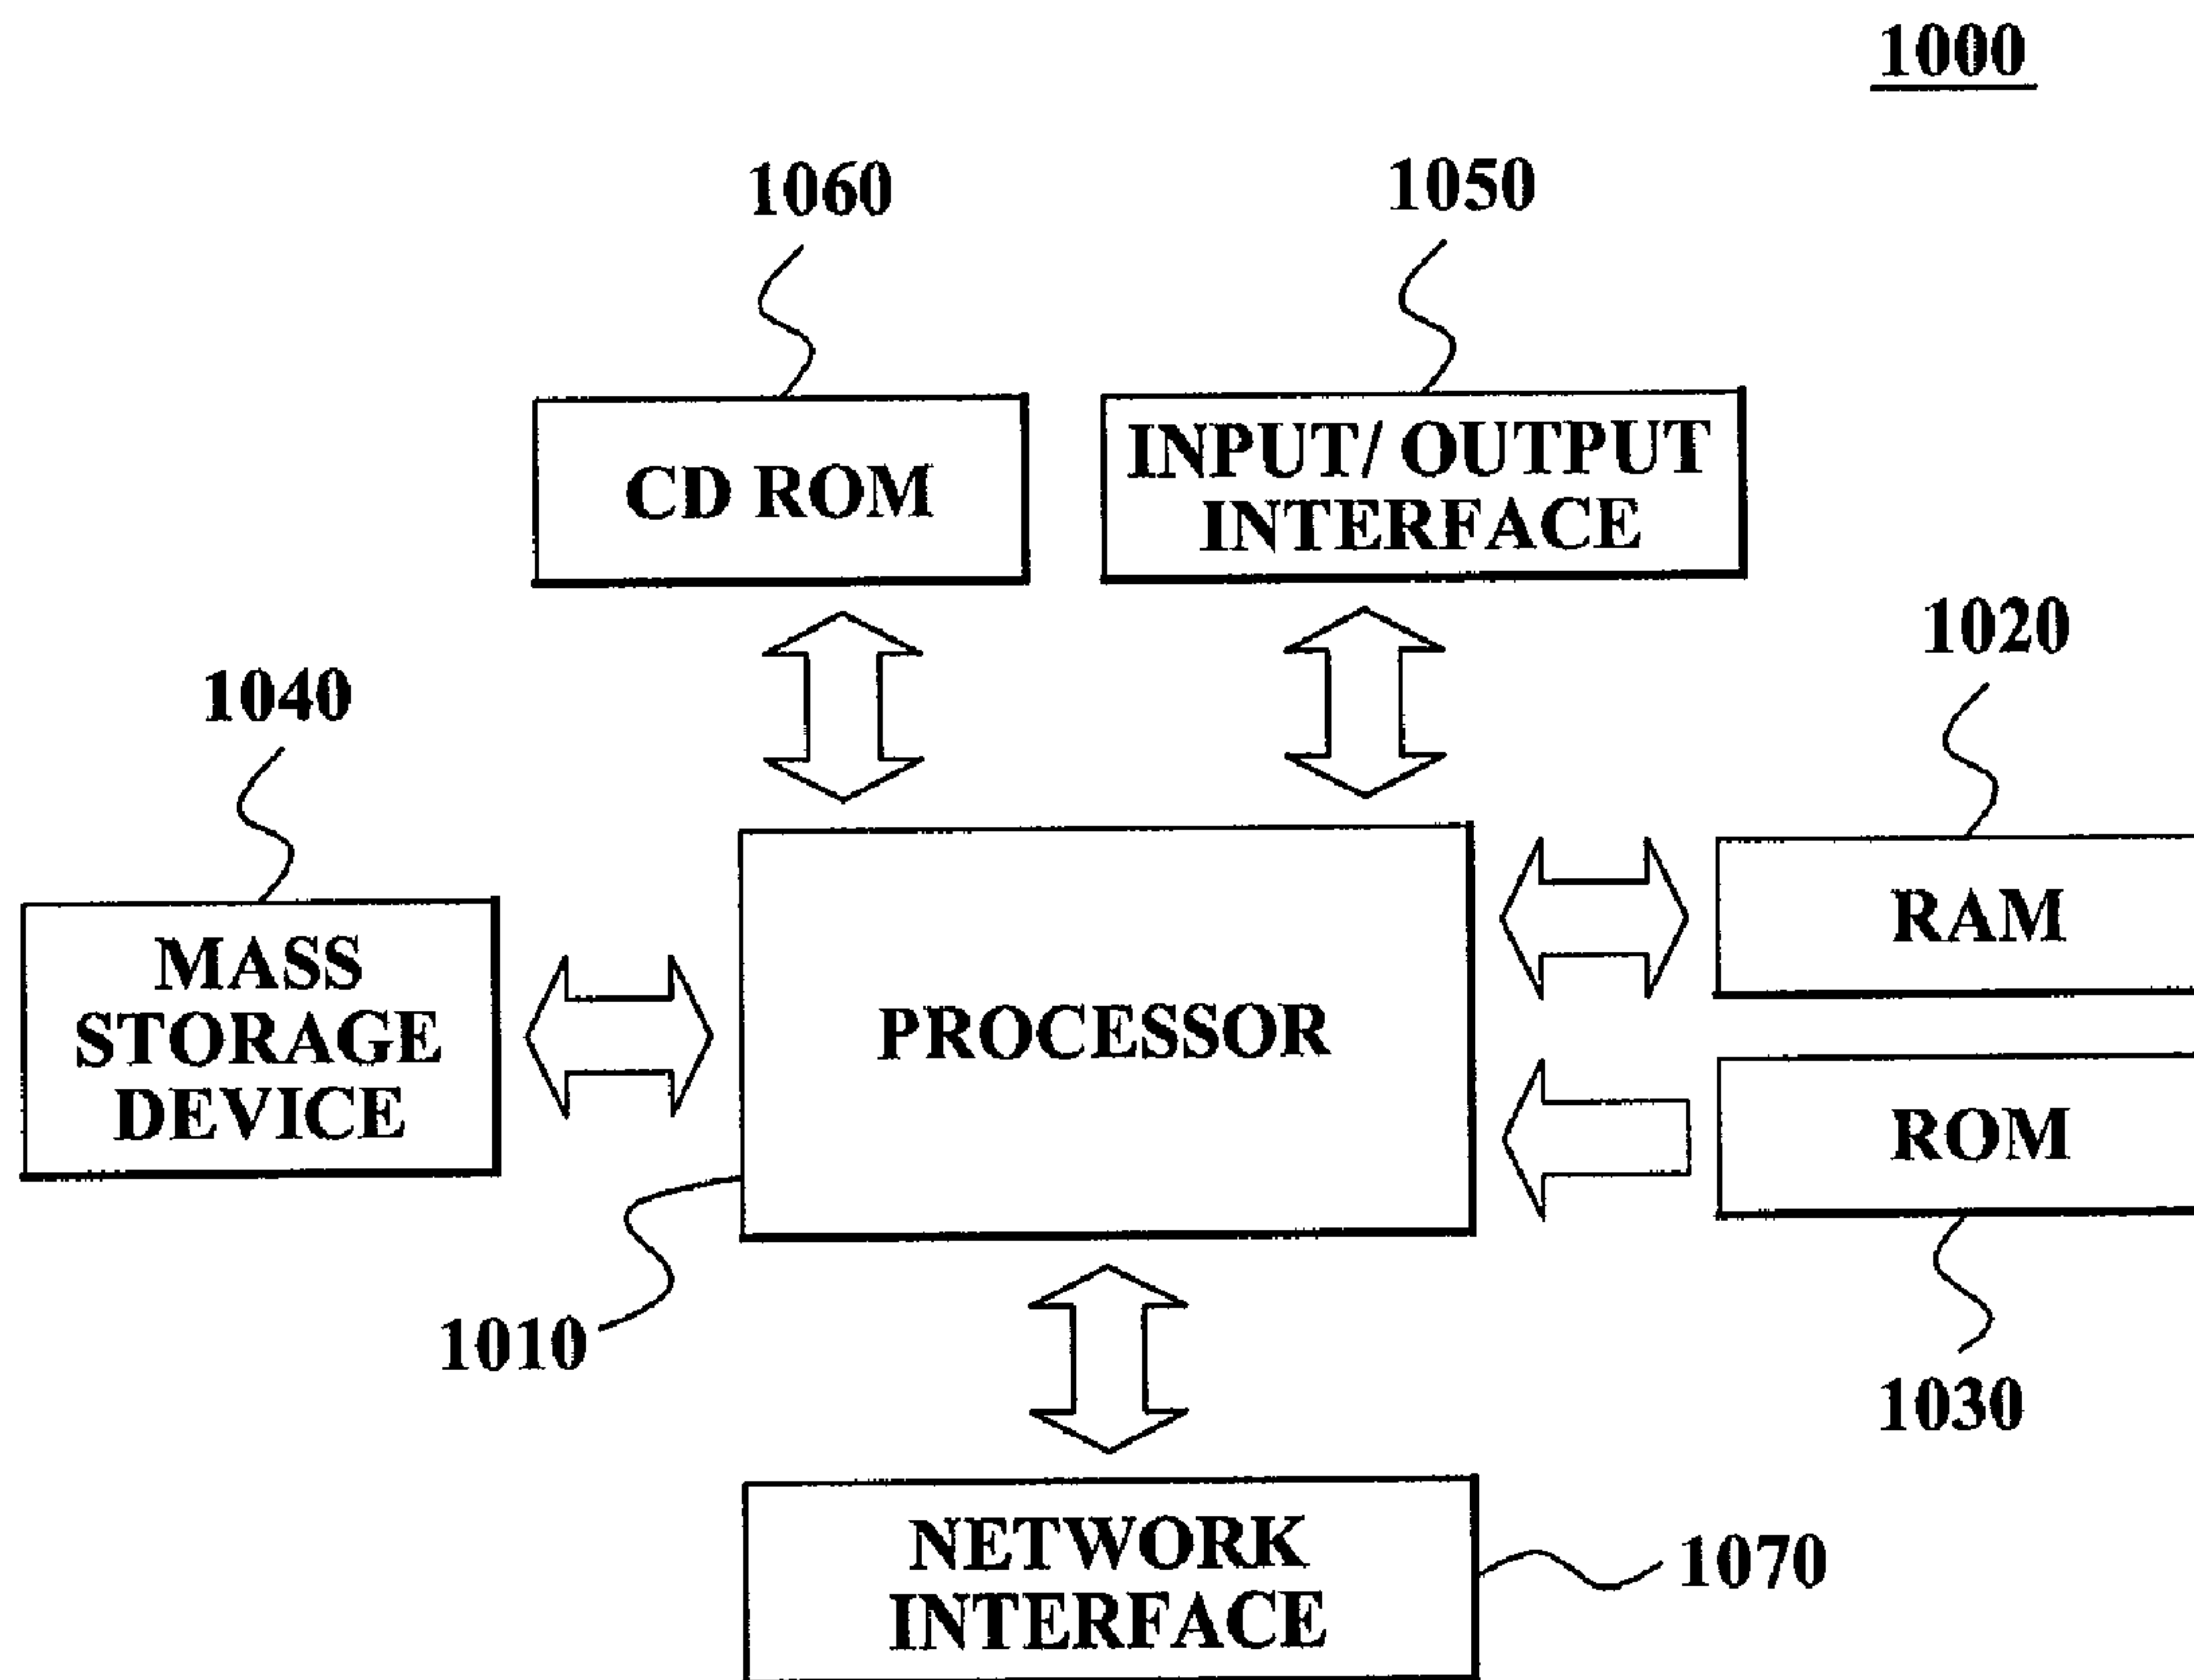 1000
1060
1050
CD ROM
INPUT/ OUTPUT
INTERFACE
1020
1040
RAM
MASS
STORAGE
DEVICE
PROCESSOR
ROM
1010
1030
NETWORK
INTERFACE
1070